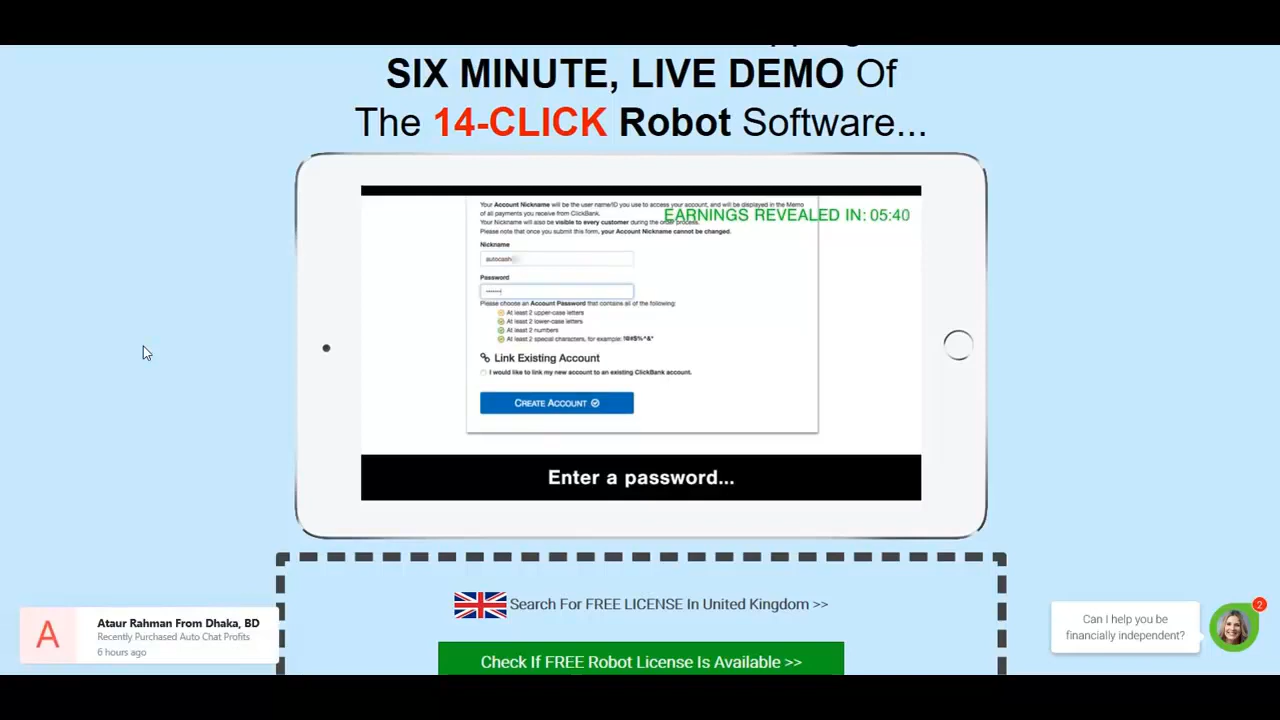 SIX MINUTE, LIVE DEMO Of
The 14-CLICK Robot Software...
Your Account Nickname will be the user name/ID you use to access your account, and will be displayed in the Memo
of all payments you receive from ClickBank.
EARNINGS REVEALED IN: 05:40
Your Nickname will also be visible to every customer during the order process.
Please note that once you submit this form, your Account Nickname cannot be changed.
Nickname
autocash
Password
Please choose an Account Password that contains all of the following:
At least 2 upper-case letters
At least 2 lower-case letters
At least 2 numbers
At least 2 special characters, for example: !@#$%^&*
Link Existing Account
I would like to link my new account to an existing ClickBank account.
CREATE ACCOUNT
Enter a password...
Search For FREE LICENSE In United Kingdom >>
Check If FREE Robot License Is Available >>
A
Ataur Rahman From Dhaka, BD
Recently Purchased Auto Chat Profits
6 hours ago
Can I help you be
financially independent?
2